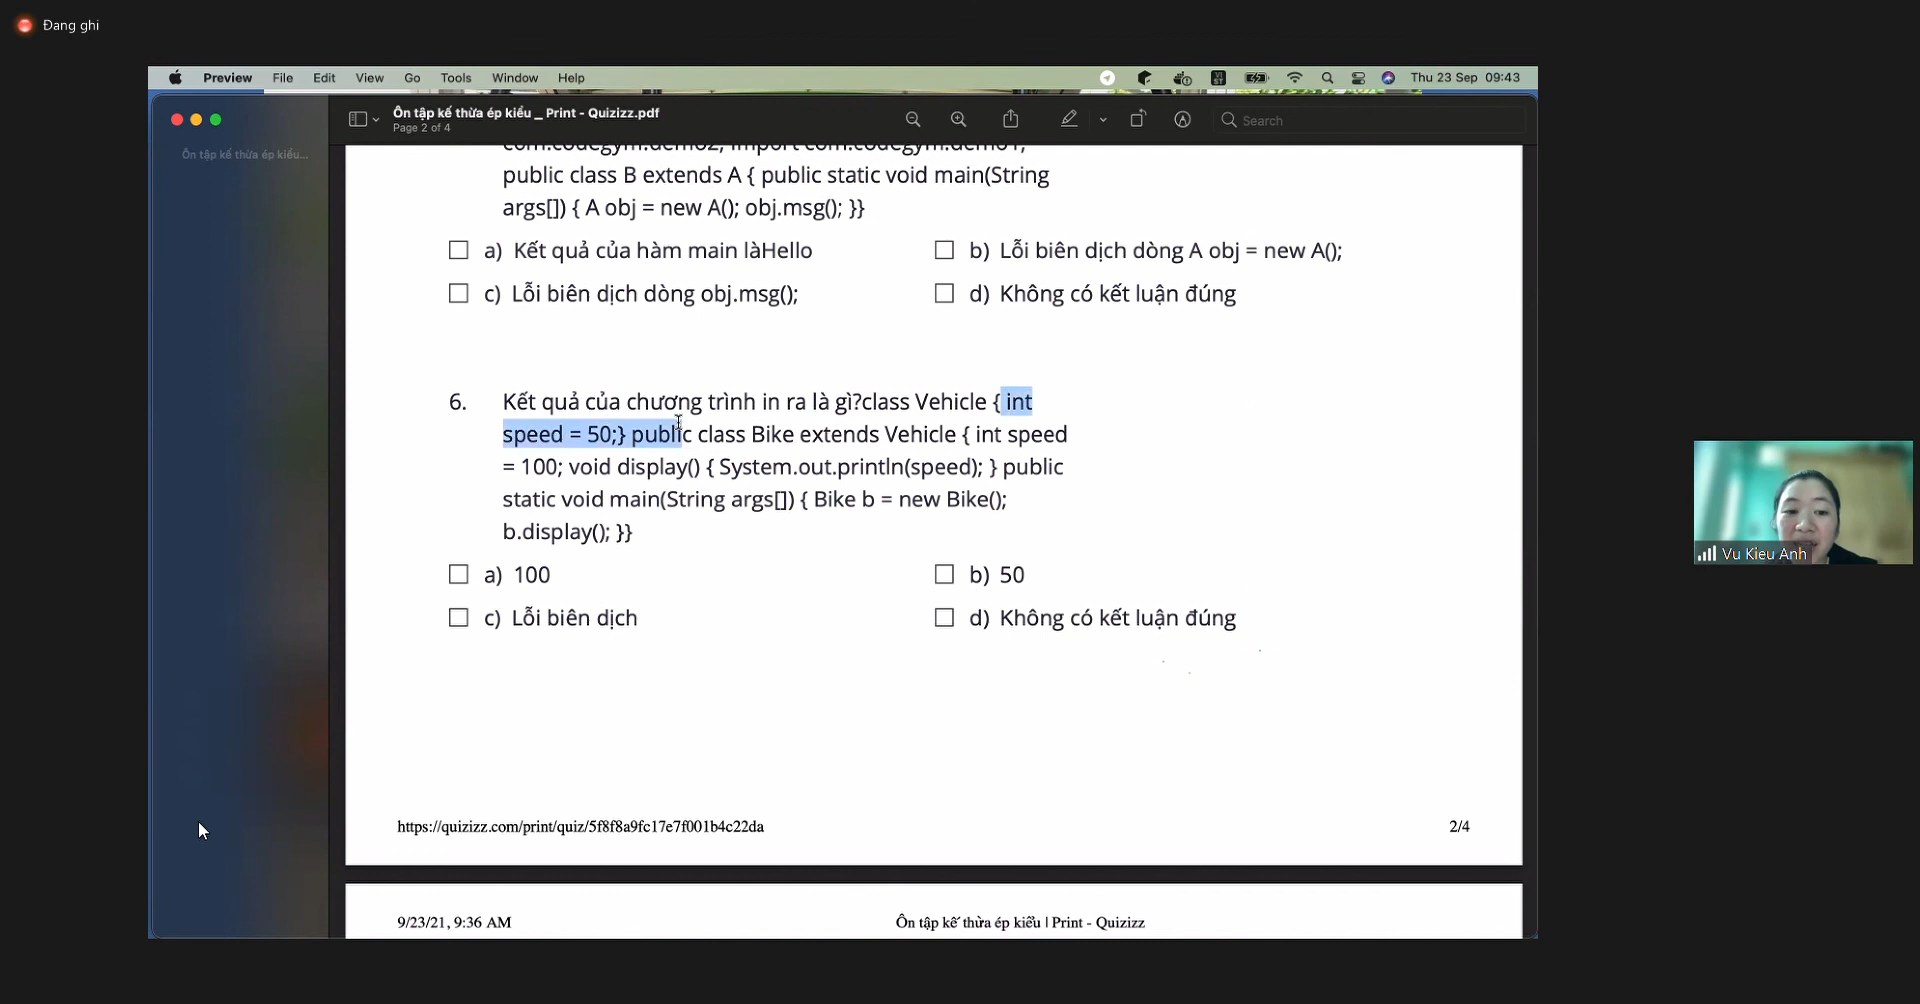 Đang ghi
Preview File Edit View Go Tools Window Help
Thu 23 Sep 09:43
Ôn tập kế thừa ép kiểu _ Print - Quizizz.pdf
Page 2 of 4
Search
Ôn tập kế thừa ép kiểu...
com.codegym.demo2; import com.codegym.demo1;
public class B extends A { public static void main(String
args[]) { A obj = new A(); obj.msg(); }}
a) Kết quả của hàm main làHello
b) Lỗi biên dịch dòng A obj = new A();
c) Lỗi biên dịch dòng obj.msg();
d) Không có kết luận đúng
6. Kết quả của chương trình in ra là gì?class Vehicle { int
speed = 50;} public class Bike extends Vehicle { int speed
= 100; void display() { System.out.println(speed); } public
static void main(String args[]) { Bike b = new Bike();
b.display(); }}
a) 100
b) 50
c) Lỗi biên dịch
d) Không có kết luận đúng
Vu Kieu Anh
https://quizizz.com/print/quiz/5f8f8a9fc17e7f001b4c22da
2/4
9/23/21, 9:36 AM
Ôn tập kế thừa ép kiểu | Print - Quizizz